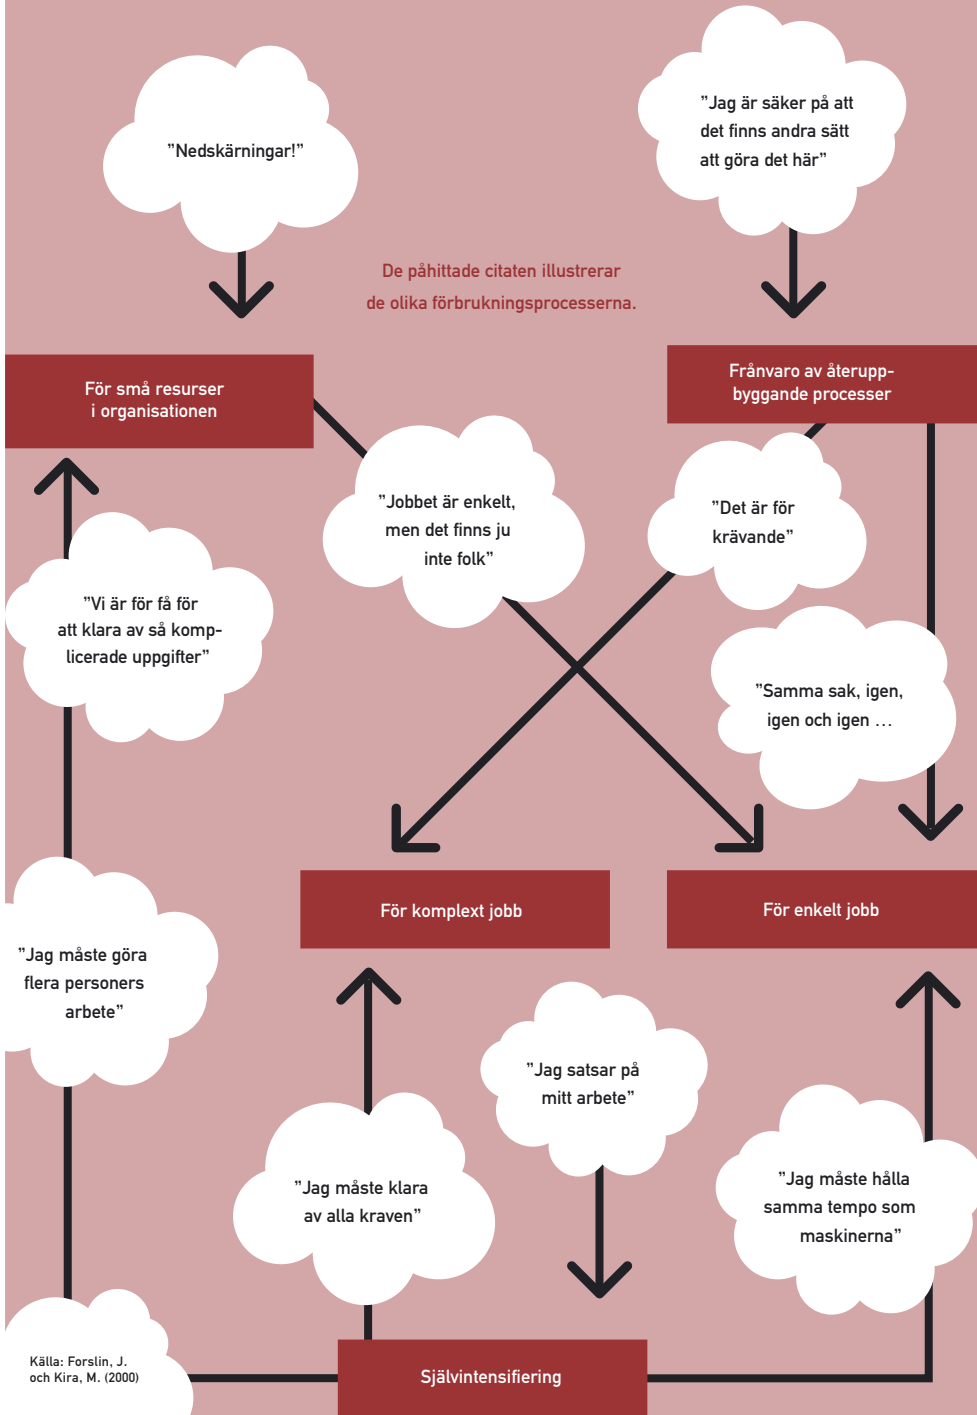 ”Nedskärningar!”
”Jag är säker på att
det finns andra sätt
att göra det här”
De påhittade citaten illustrerar
de olika förbrukningsprocesserna.
För små resurser
i organisationen
Frånvaro av återupp-
byggande processer
”Jobbet är enkelt,
men det finns ju
inte folk”
”Det är för
krävande”
”Vi är för få för
att klara av så komp-
licerade uppgifter”
”Samma sak, igen,
igen och igen ...
För komplext jobb
För enkelt jobb
”Jag måste göra
flera personers
arbete”
”Jag satsar på
mitt arbete”
”Jag måste klara
av alla kraven”
”Jag måste hålla
samma tempo som
maskinerna”
Källa: Forslin, J.
och Kira, M. (2000)
Självintensifiering